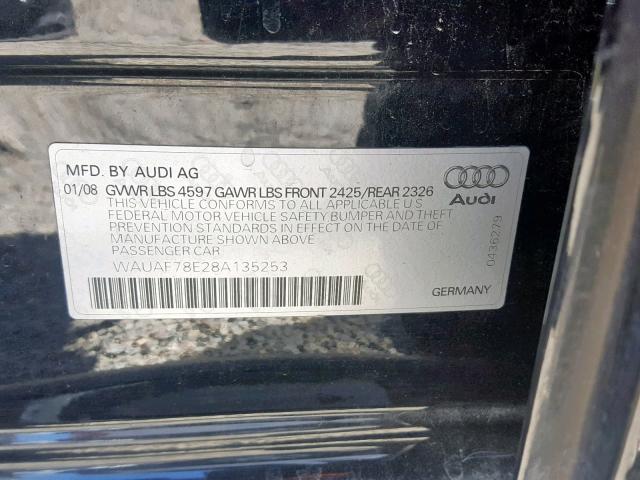 MFD. BY AUDI AG
01/08 GVWR LBS 4597 GAWR LBS FRONT 2425/REAR 2326
THIS VEHICLE CONFORMS TO ALL APPLICABLE U.S
FEDERAL MOTOR VEHICLE SAFETY BUMPER AND THEFT
PREVENTION STANDARDS IN EFFECT ON THE DATE OF
MANUFACTURE SHOWN ABOVE
PASSENGER CAR
WAUAF78E28A135253
Audi
0436279
GERMANY